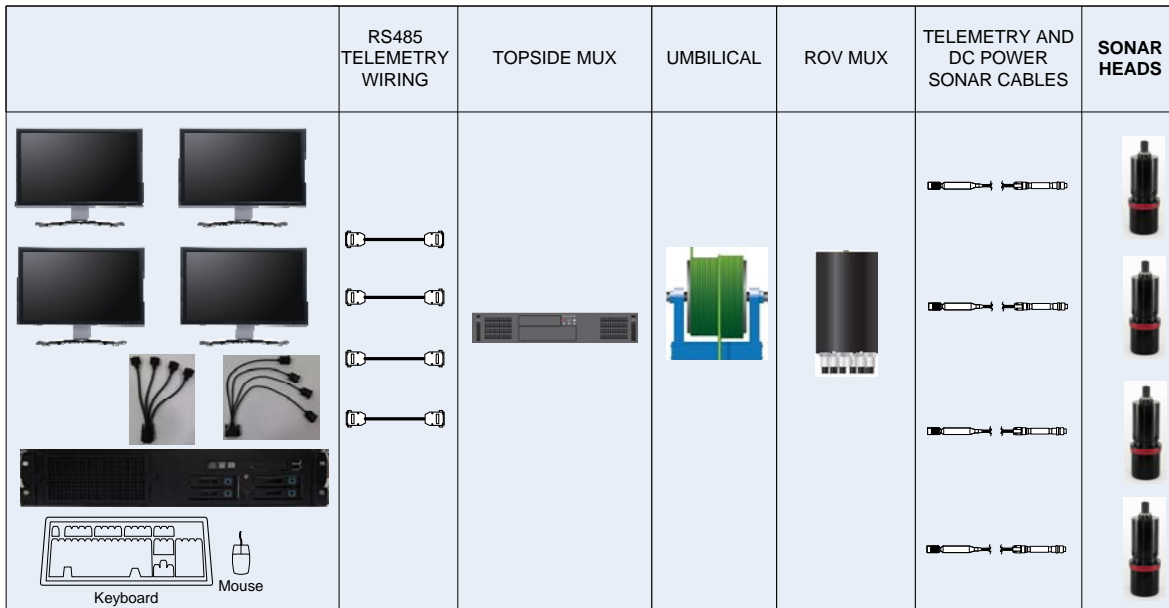 RS485
TELEMETRY
WIRING
TOPSIDE MUX
UMBILICAL
ROV MUX
TELEMETRY AND
DC POWER
SONAR CABLES
SONAR
HEADS
Keyboard
Mouse